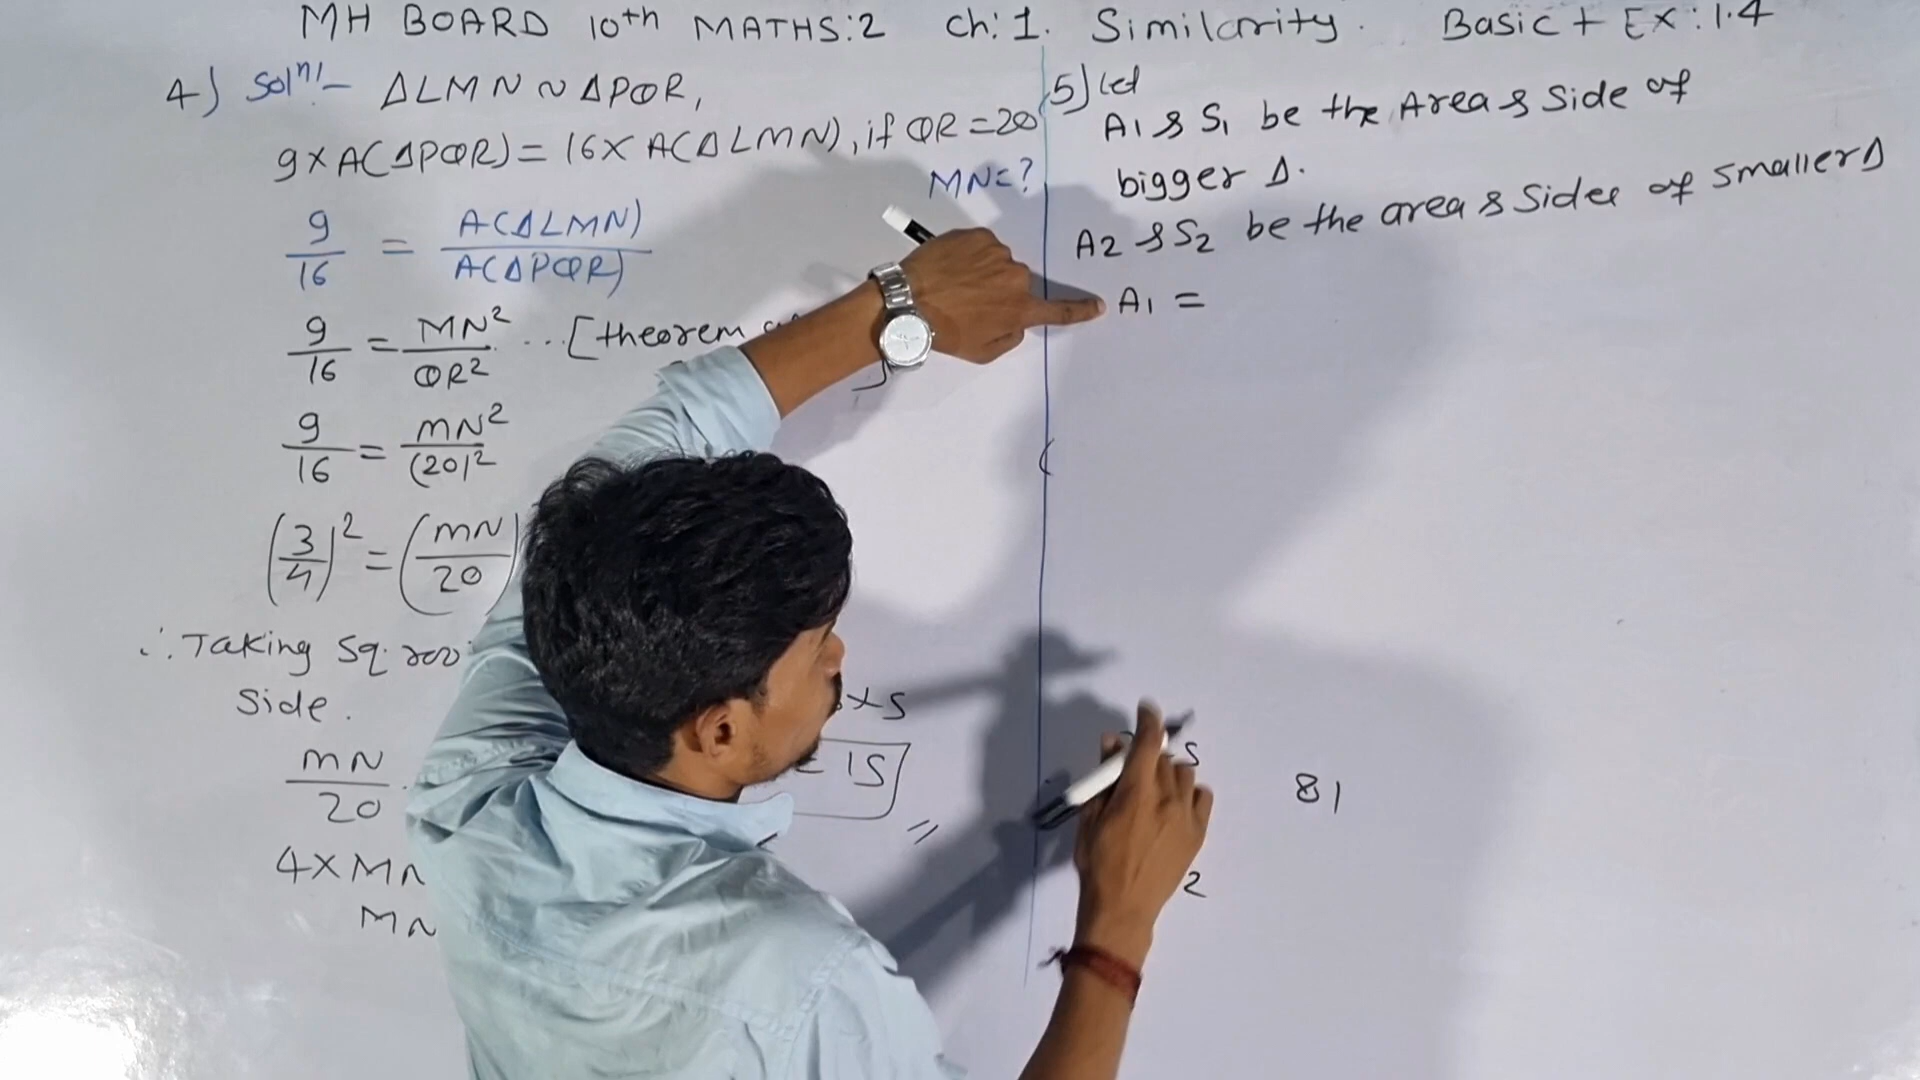 MH BOARD 10th MATHS:2 Ch:1. Similarity. Basic + Ex:1.4
4) Soln:- ΔLMN ~ ΔPQR,
9×A(ΔPQR) = 16× A(ΔLMN), if QR=20
MN=?
9/16 = A(ΔLMN)/A(ΔPQR)
9/16 = MN²/QR² ...[theorem
9/16 = MN²/(20)²
(3/4)² = (MN/20)
∴ Taking Sq.
Side.
MN/20
4×MN
MN
×5
= 15
5) Let
A1 & S1 be the Area & Side of
bigger Δ.
A2 & S2 be the area & Sides of smaller Δ
A1 =
81
2